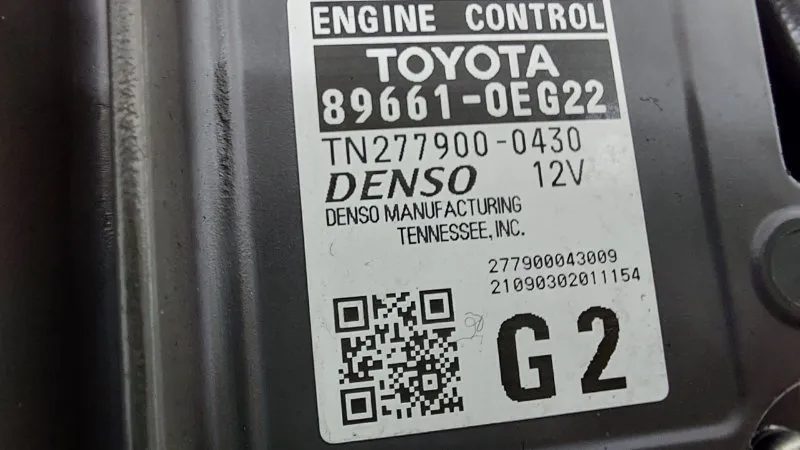 ENGINE CONTROL
TOYOTA
89661-0EG22
TN277900-0430
DENSO 12V
DENSO MANUFACTURING
TENNESSEE, INC.
277900043009
21090302011154
G2